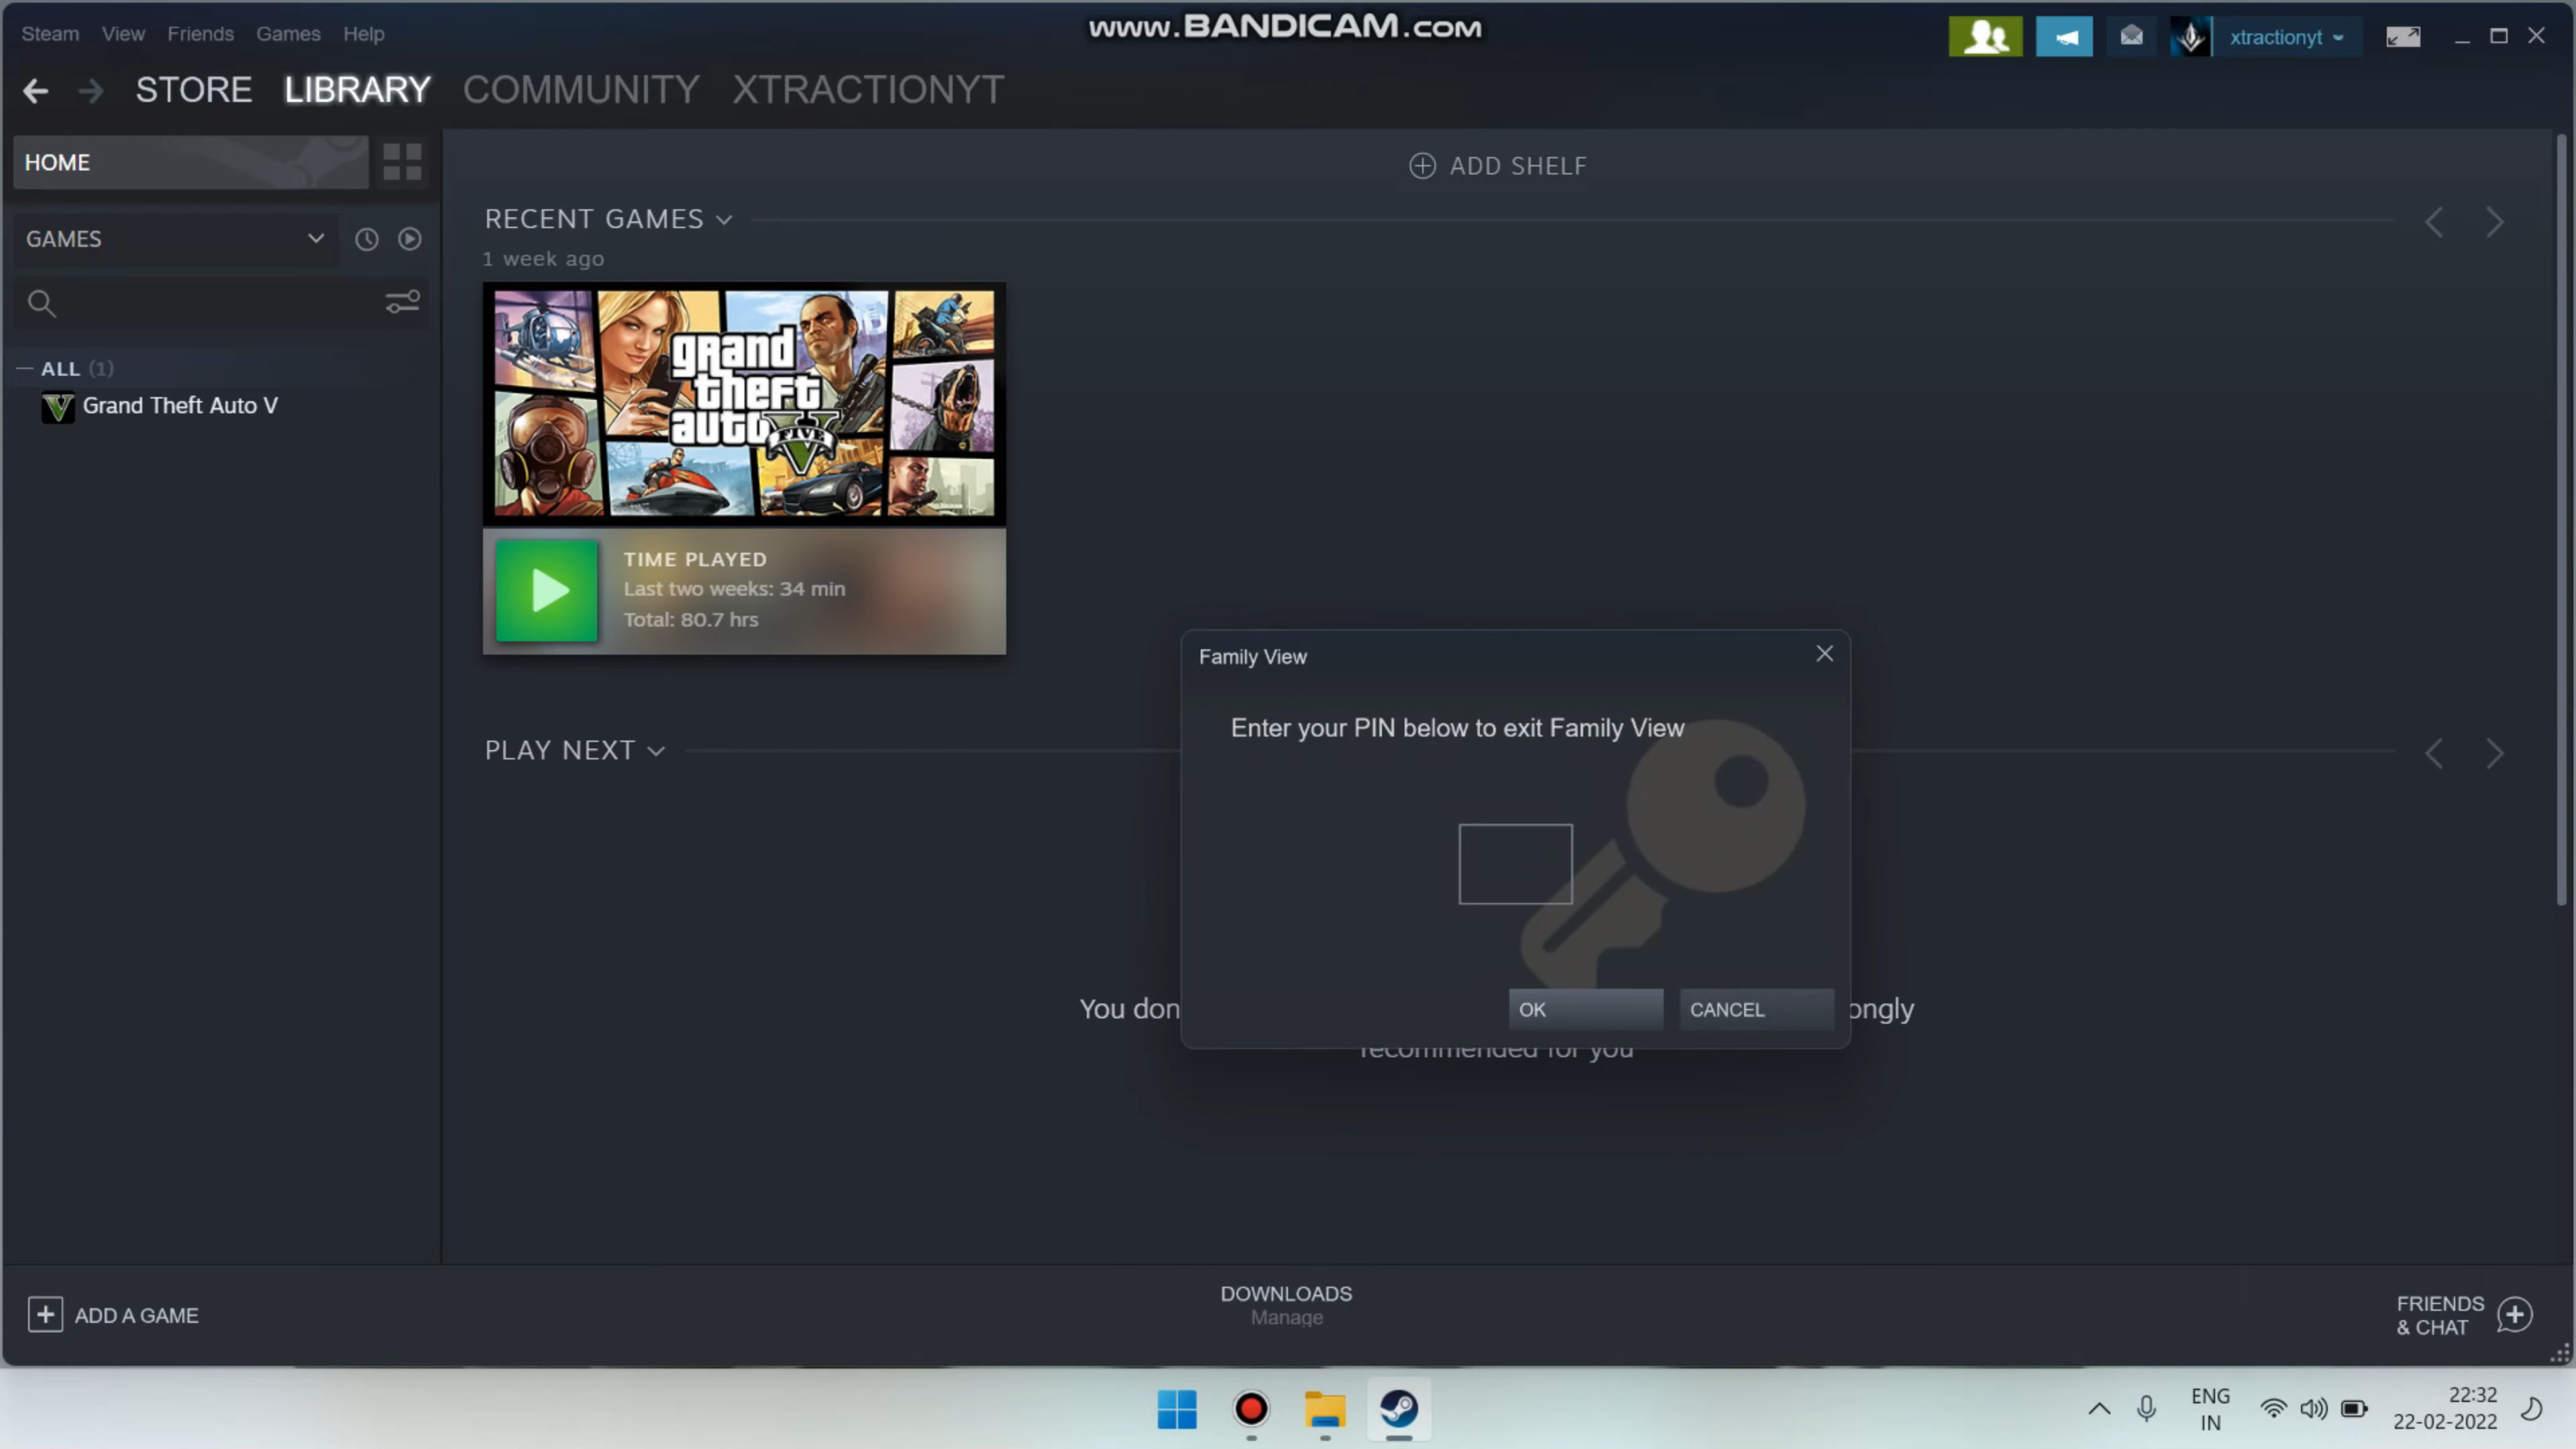 www.BANDICAM.com
Steam View Friends Games Help
xtractionyt
STORE LIBRARY COMMUNITY XTRACTIONYT
HOME
ADD SHELF
GAMES
RECENT GAMES
1 week ago
ALL (1)
Grand Theft Auto V
grand
theft
auto
FIVE
V
TIME PLAYED
Last two weeks: 34 min
Total: 80.7 hrs
Family View
Enter your PIN below to exit Family View
PLAY NEXT
OK CANCEL
You don ongly
recommended for you
ADD A GAME
DOWNLOADS
Manage
FRIENDS
& CHAT
ENG
IN
22:32
22-02-2022